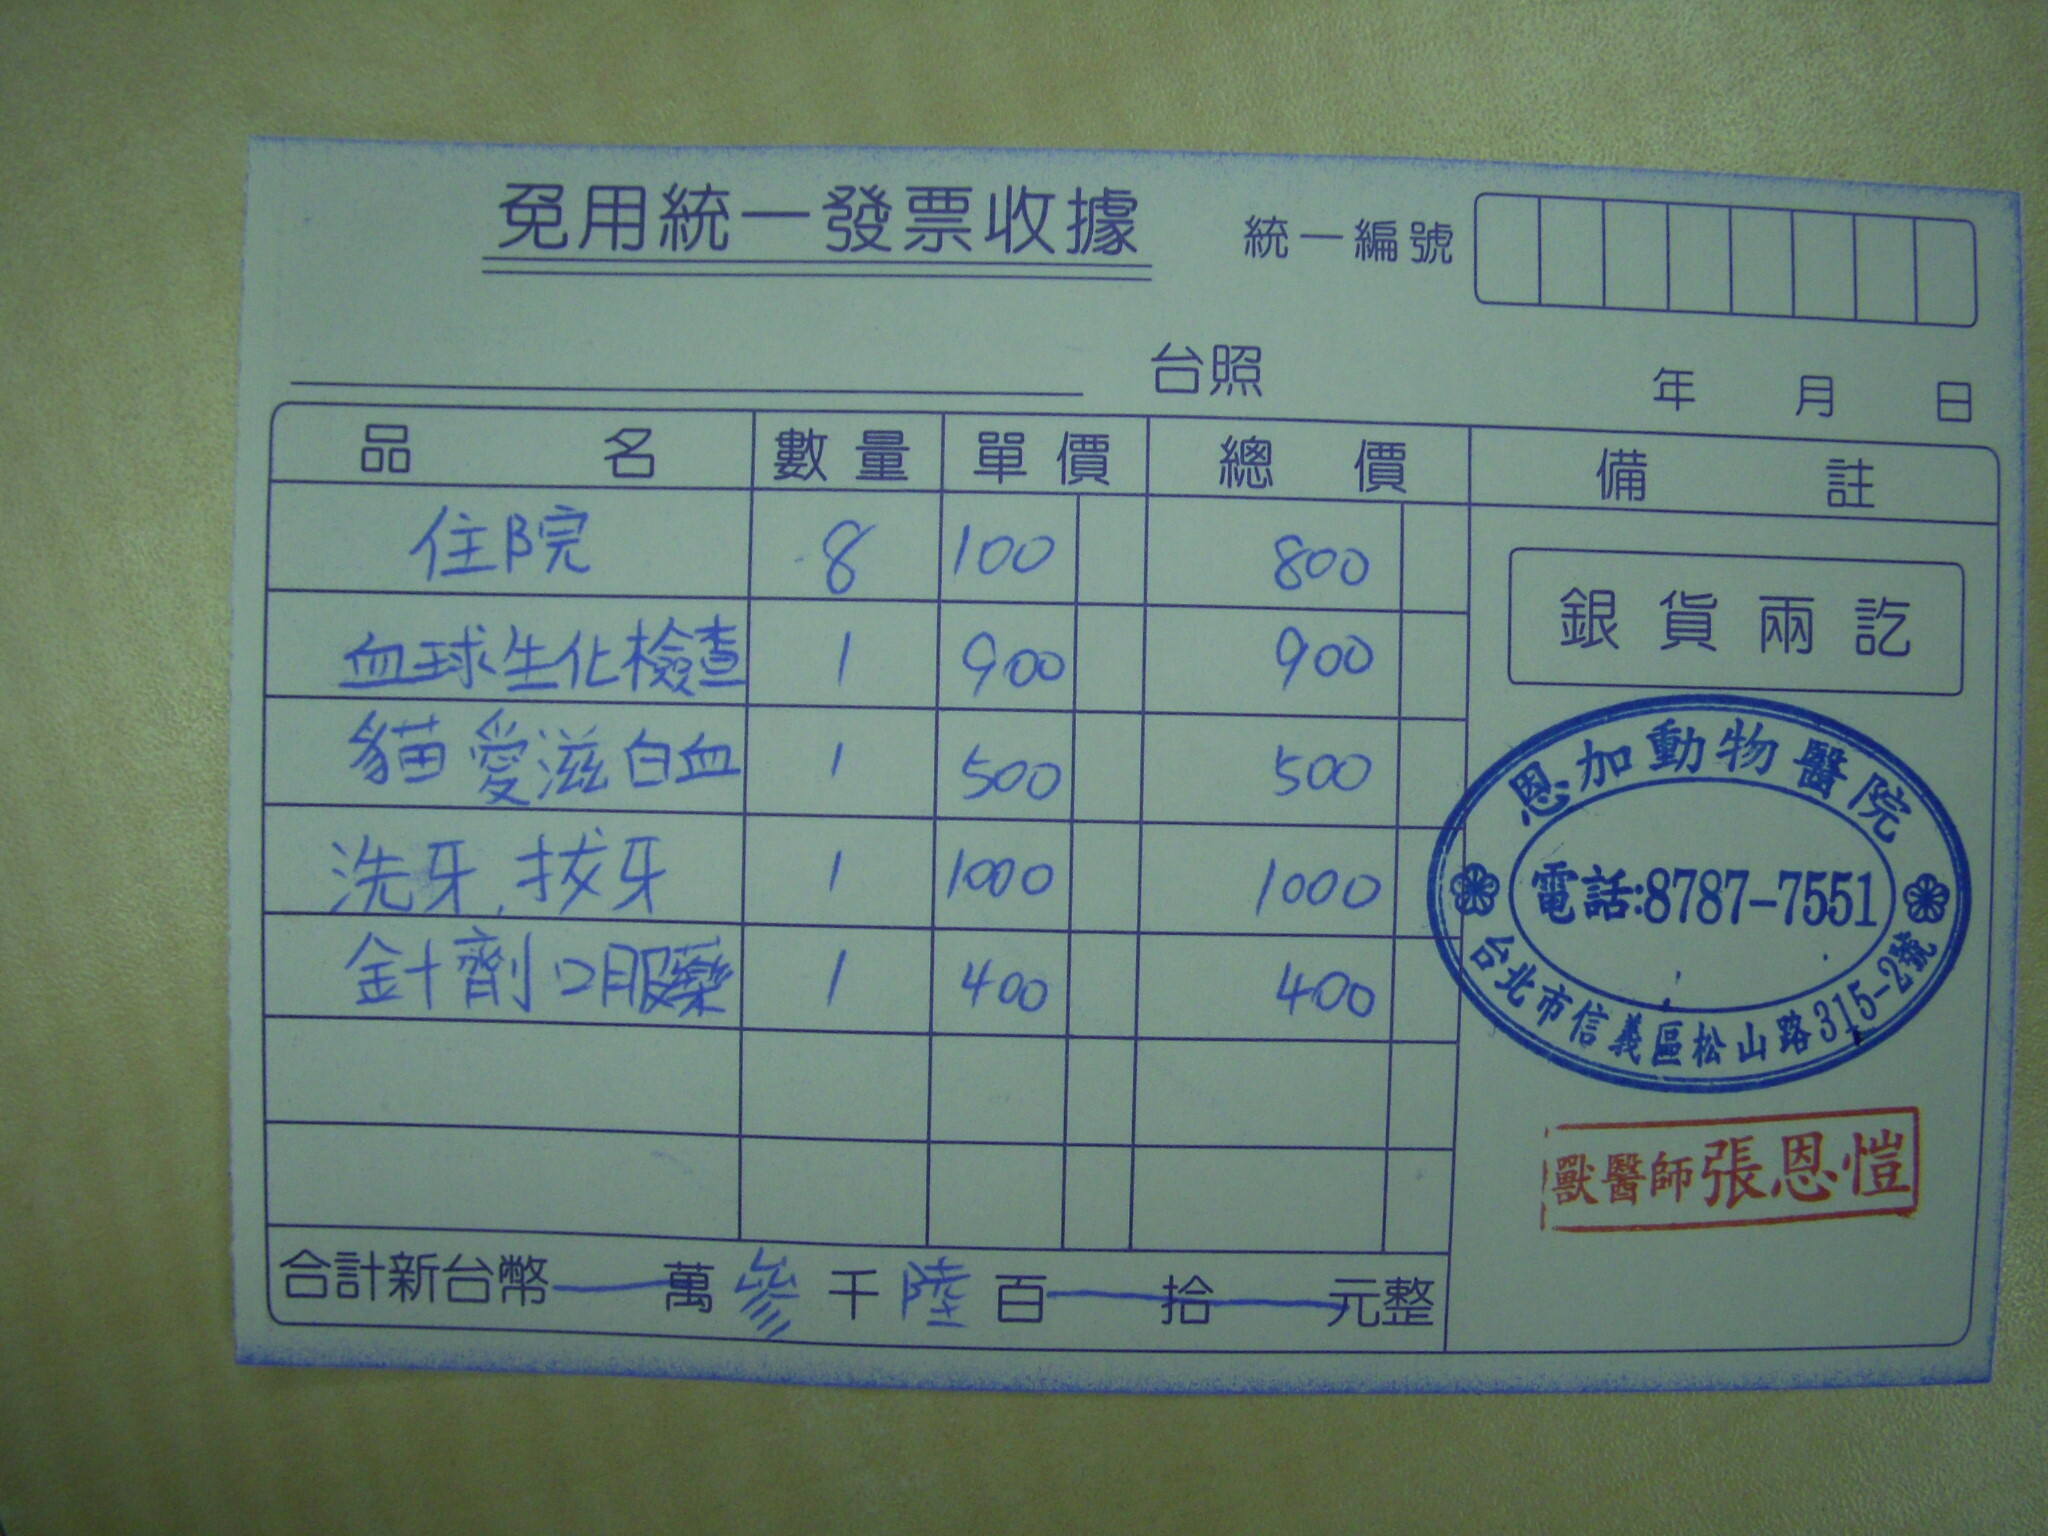 免用統一發票收據
統一編號
台照
年 月 日
品名 數量 單價 總價 備註
住院 8 100 800
血球生化檢查 1 900 900
貓愛滋白血 1 500 500
洗牙、拔牙 1 1000 1000
針劑口服藥 1 400 400
合計新台幣 萬參千陸百 拾 元整
銀貨兩訖
恩加動物醫院
電話:8787-7551
台北市信義區松山路315-2號
獸醫師張恩愷